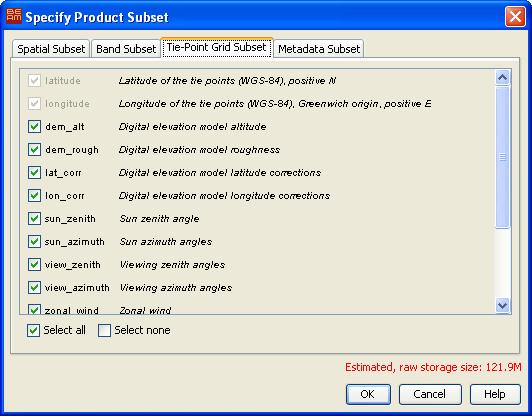 BEAM Specify Product Subset
Spatial Subset Band Subset Tie-Point Grid Subset Metadata Subset
latitude Latitude of the tie points (WGS-84), positive N
longitude Longitude of the tie points (WGS-84), Greenwich origin, positive E
dem_alt Digital elevation model altitude
dem_rough Digital elevation model roughness
lat_corr Digital elevation model latitude corrections
lon_corr Digital elevation model longitude corrections
sun_zenith Sun zenith angle
sun_azimuth Sun azimuth angles
view_zenith Viewing zenith angles
view_azimuth Viewing azimuth angles
zonal_wind Zonal wind
Select all Select none
Estimated, raw storage size: 121.9M
OK Cancel Help